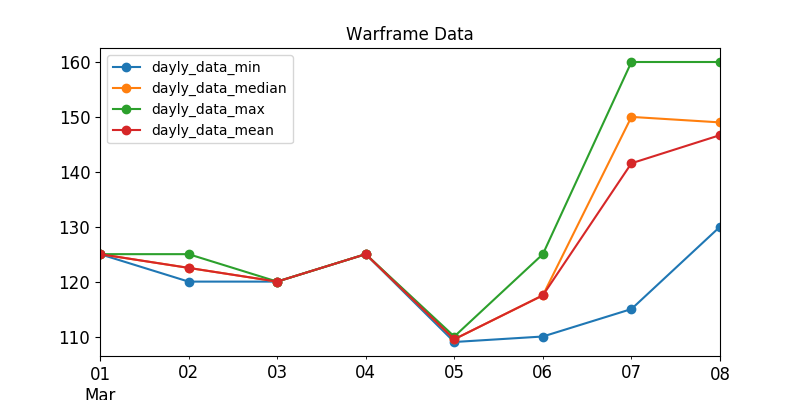 Warframe Data
dayly_data_min
dayly_data_median
dayly_data_max
dayly_data_mean
160
150
140
130
120
110
01 02 03 04 05 06 07 08
Mar